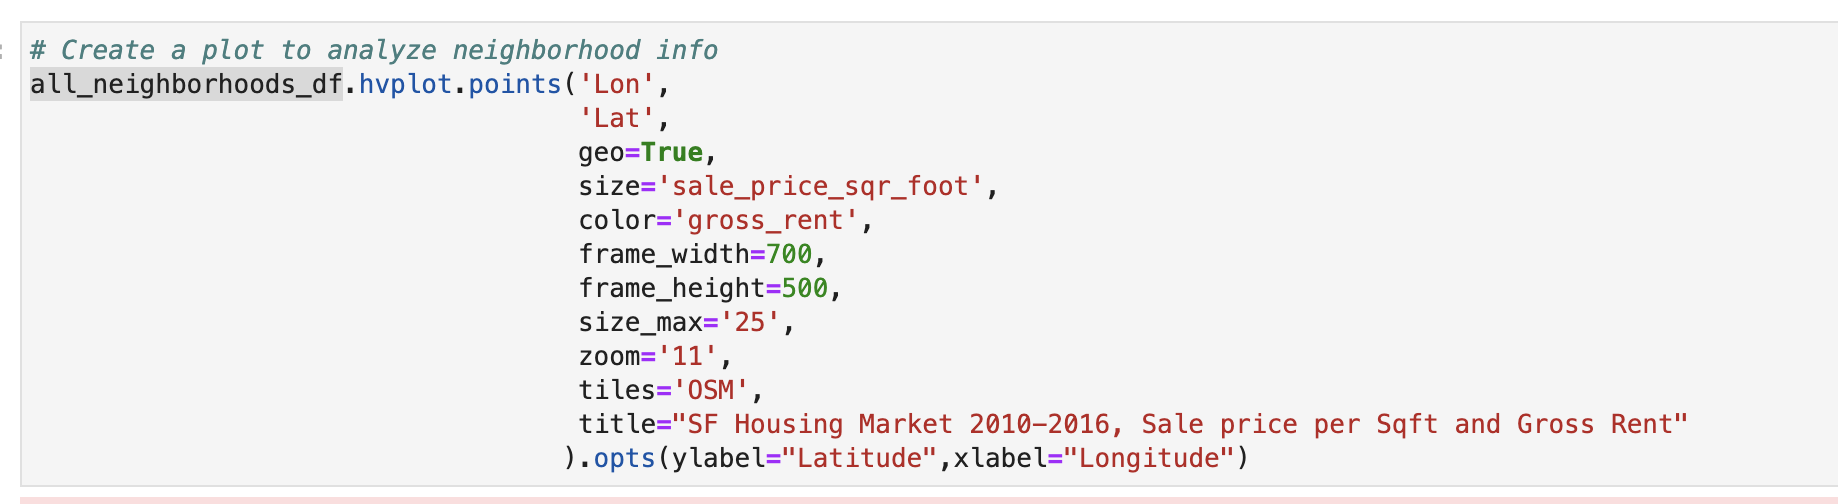 # Create a plot to analyze neighborhood info
all_neighborhoods_df.hvplot.points('Lon',
'Lat',
geo=True,
size='sale_price_sqr_foot',
color='gross_rent',
frame_width=700,
frame_height=500,
size_max='25',
zoom='11',
tiles='OSM',
title="SF Housing Market 2010-2016, Sale price per Sqft and Gross Rent"
).opts(ylabel="Latitude",xlabel="Longitude")